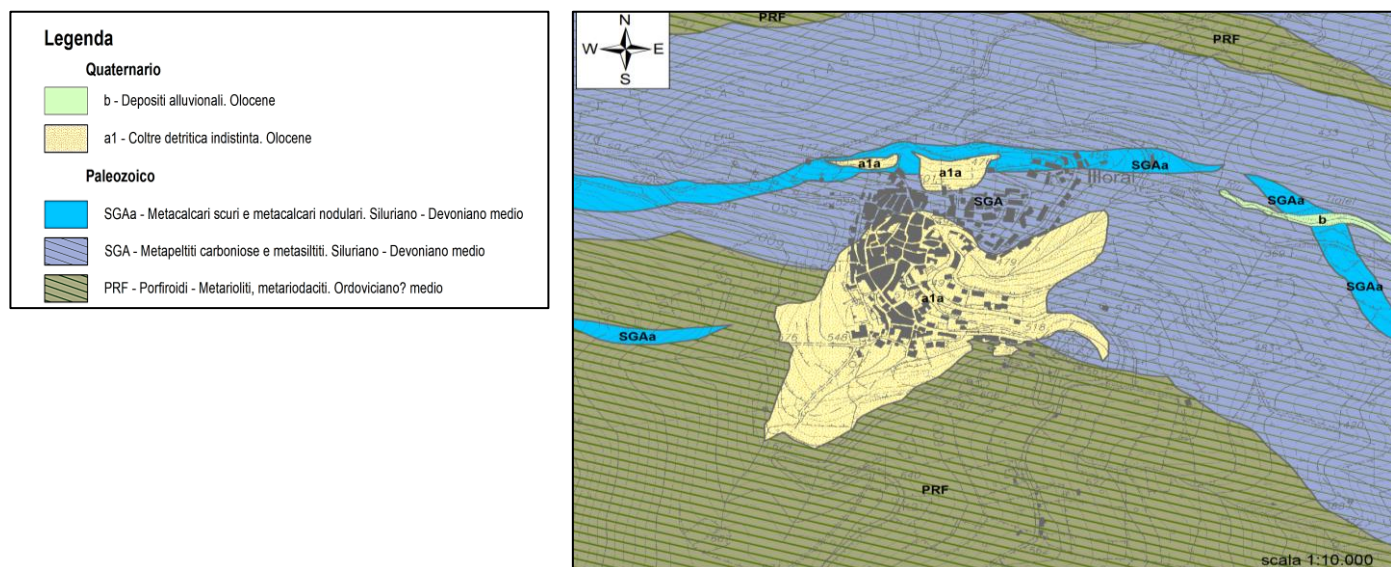 Legenda
Quaternario
b - Depositi alluvionali. Olocene
a1 - Coltre detritica indistinta. Olocene
Paleozoico
SGAa - Metacalcari scuri e metacalcari nodulari. Siluriano - Devoniano medio
SGA - Metapeltiti carboniose e metasiltiti. Siluriano - Devoniano medio
PRF - Porfiroidi - Metarioliti, metariodaciti. Ordoviciano? medio
N
W E
S
PRF
PRF
a1a
a1a
SGAa
Illorai
SGA
SGAa
b
SGAa
a1a
518
548
SGAa
PRF
scala 1:10.000